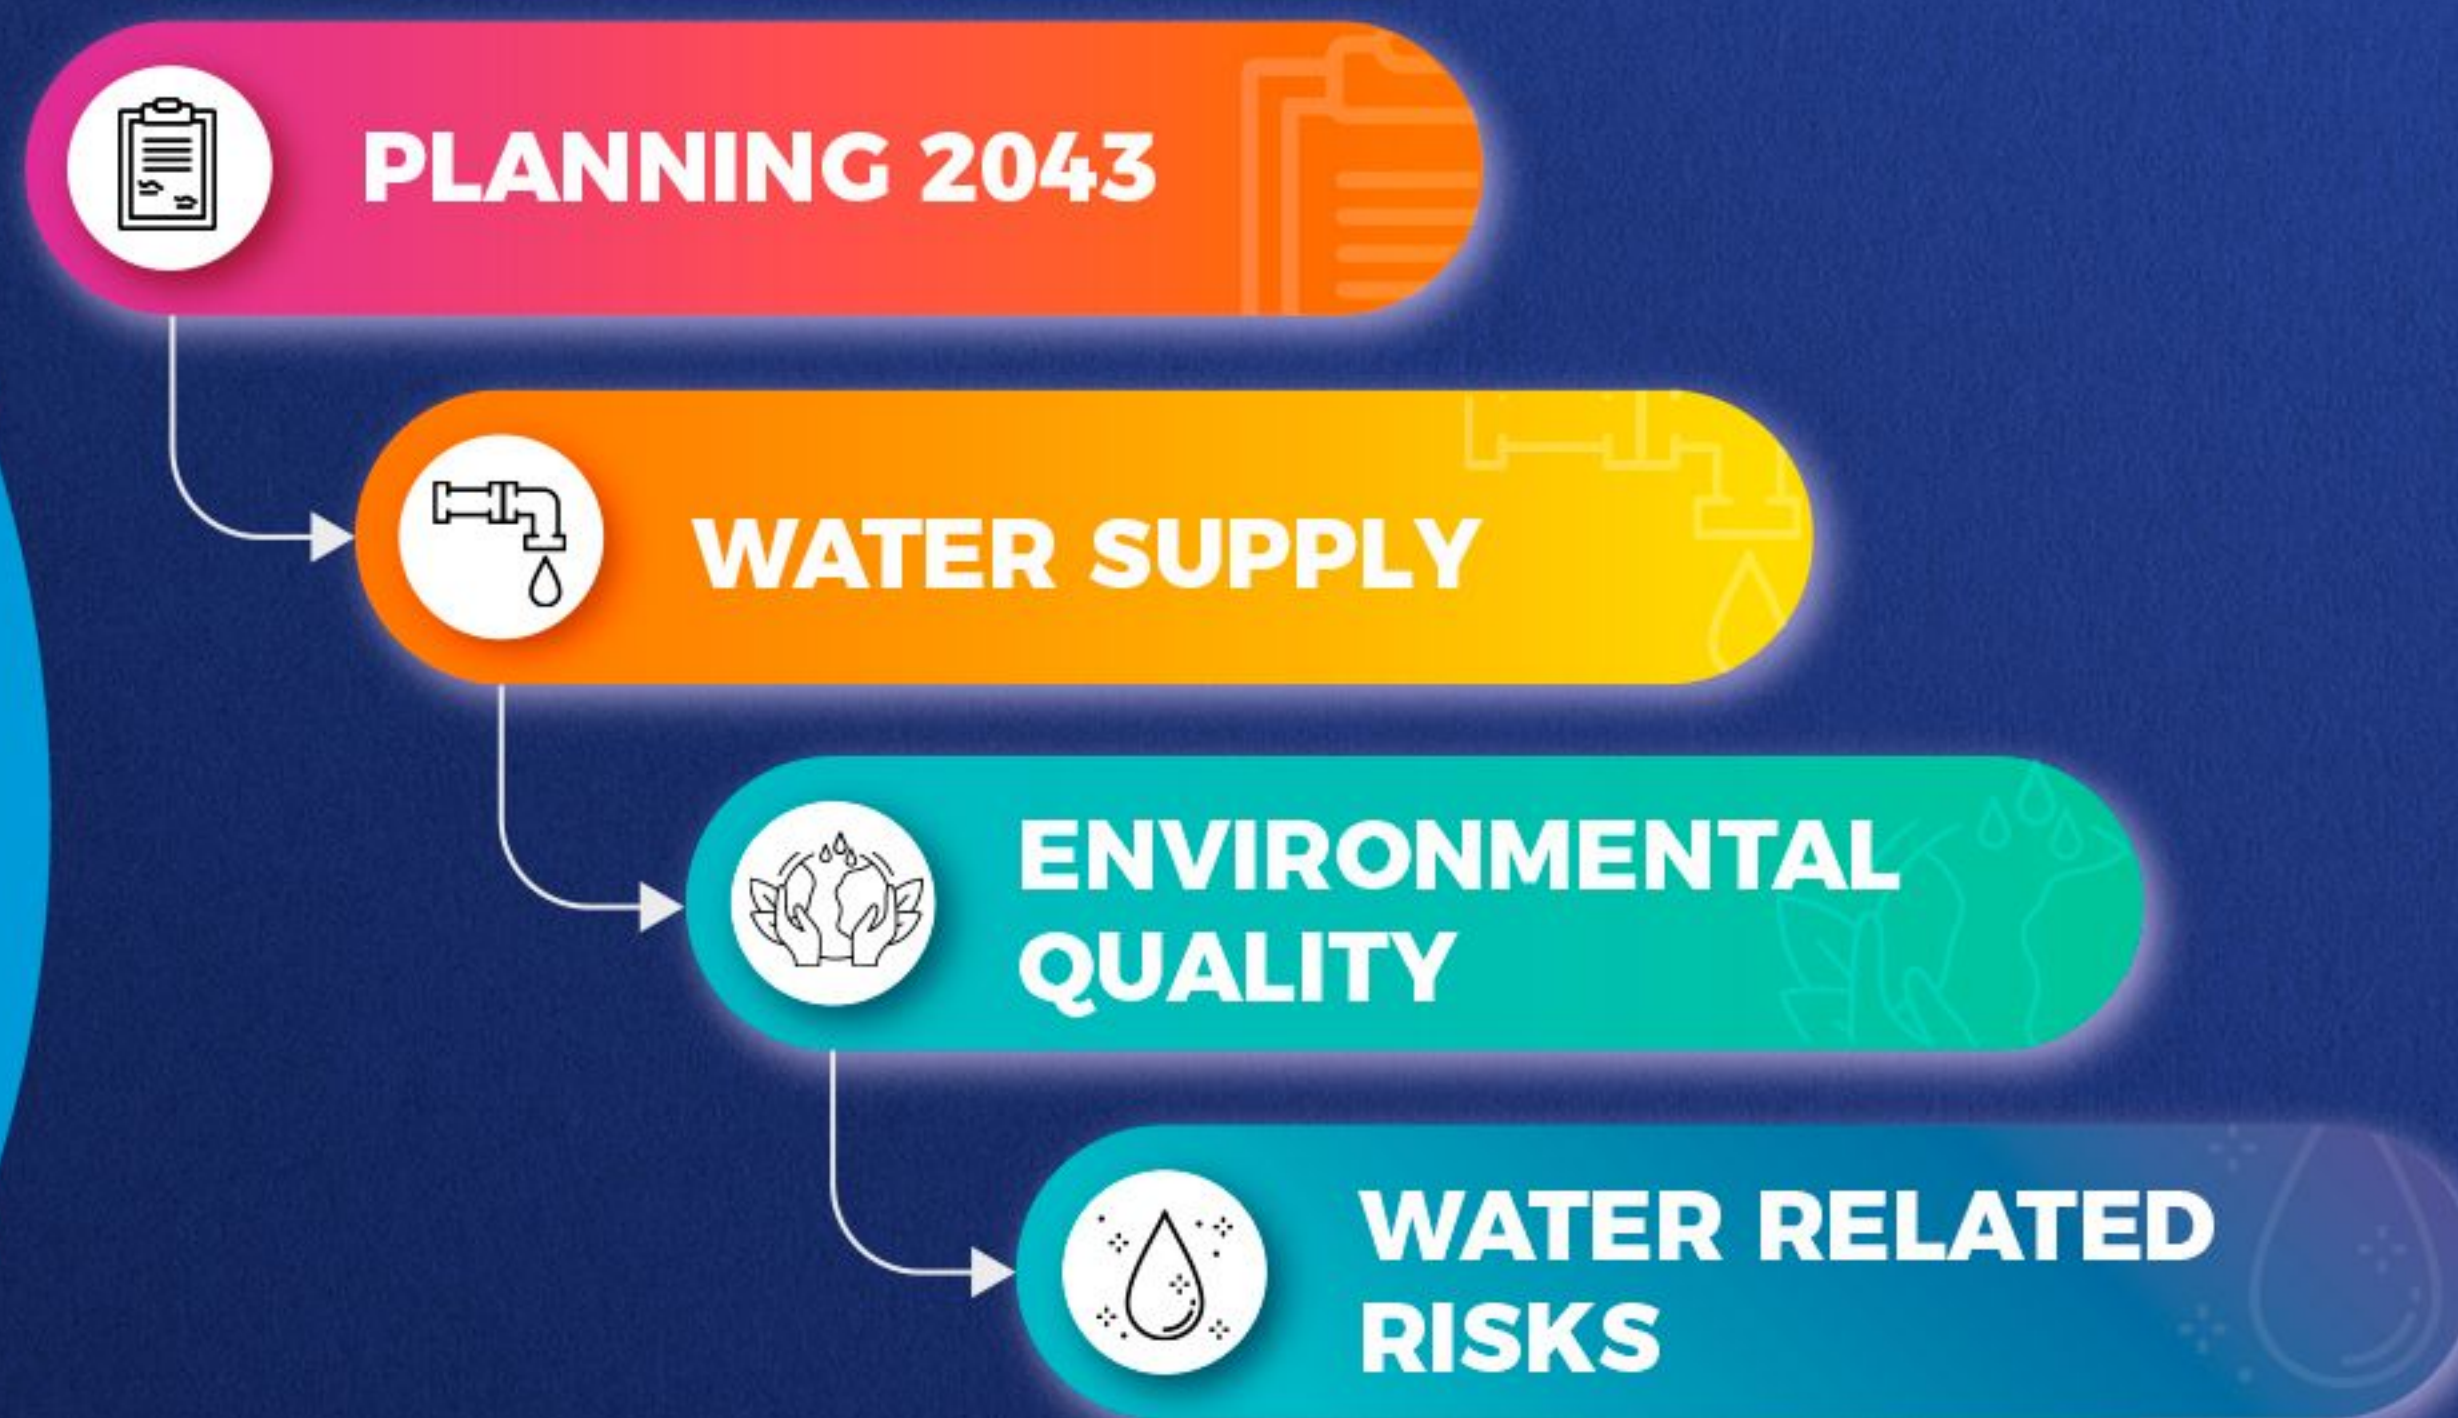 PLANNING 2043
WATER SUPPLY
ENVIRONMENTAL
QUALITY
WATER RELATED
RISKS